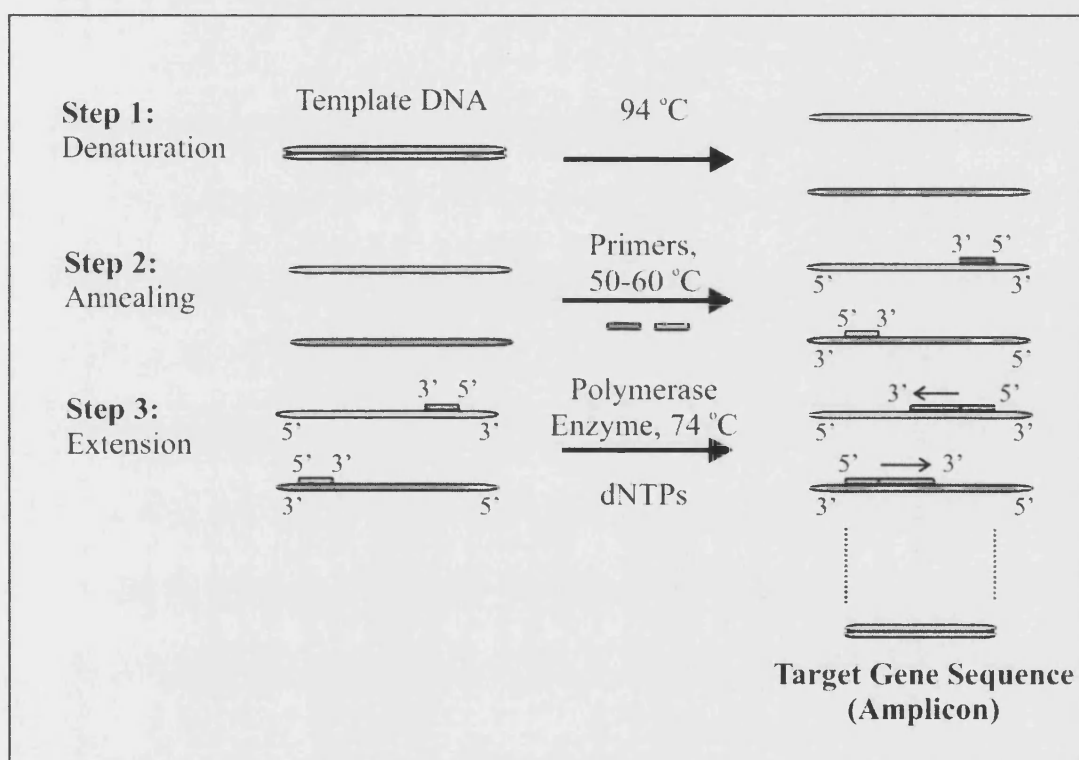 Step 1:
Denaturation
Template DNA
94 °C
Step 2:
Annealing
Primers,
50-60 °C
3’ 5’
5’ 3’
5’ 3’
3’ 5’
Step 3:
Extension
3’ 5’
5’ 3’
5’ 3’
3’ 5’
Polymerase
Enzyme, 74 °C
dNTPs
3’ 5’
5’ 3’
5’ 3’
3’ 5’
Target Gene Sequence
(Amplicon)